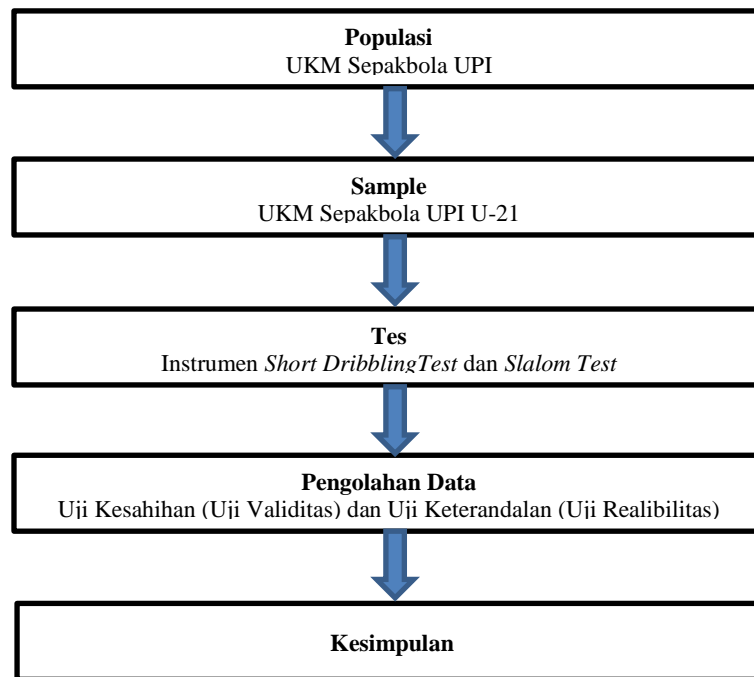 Populasi
UKM Sepakbola UPI
Sample
UKM Sepakbola UPI U-21
Tes
Instrumen Short DribblingTest dan Slalom Test
Pengolahan Data
Uji Kesahihan (Uji Validitas) dan Uji Keterandalan (Uji Realibilitas)
Kesimpulan